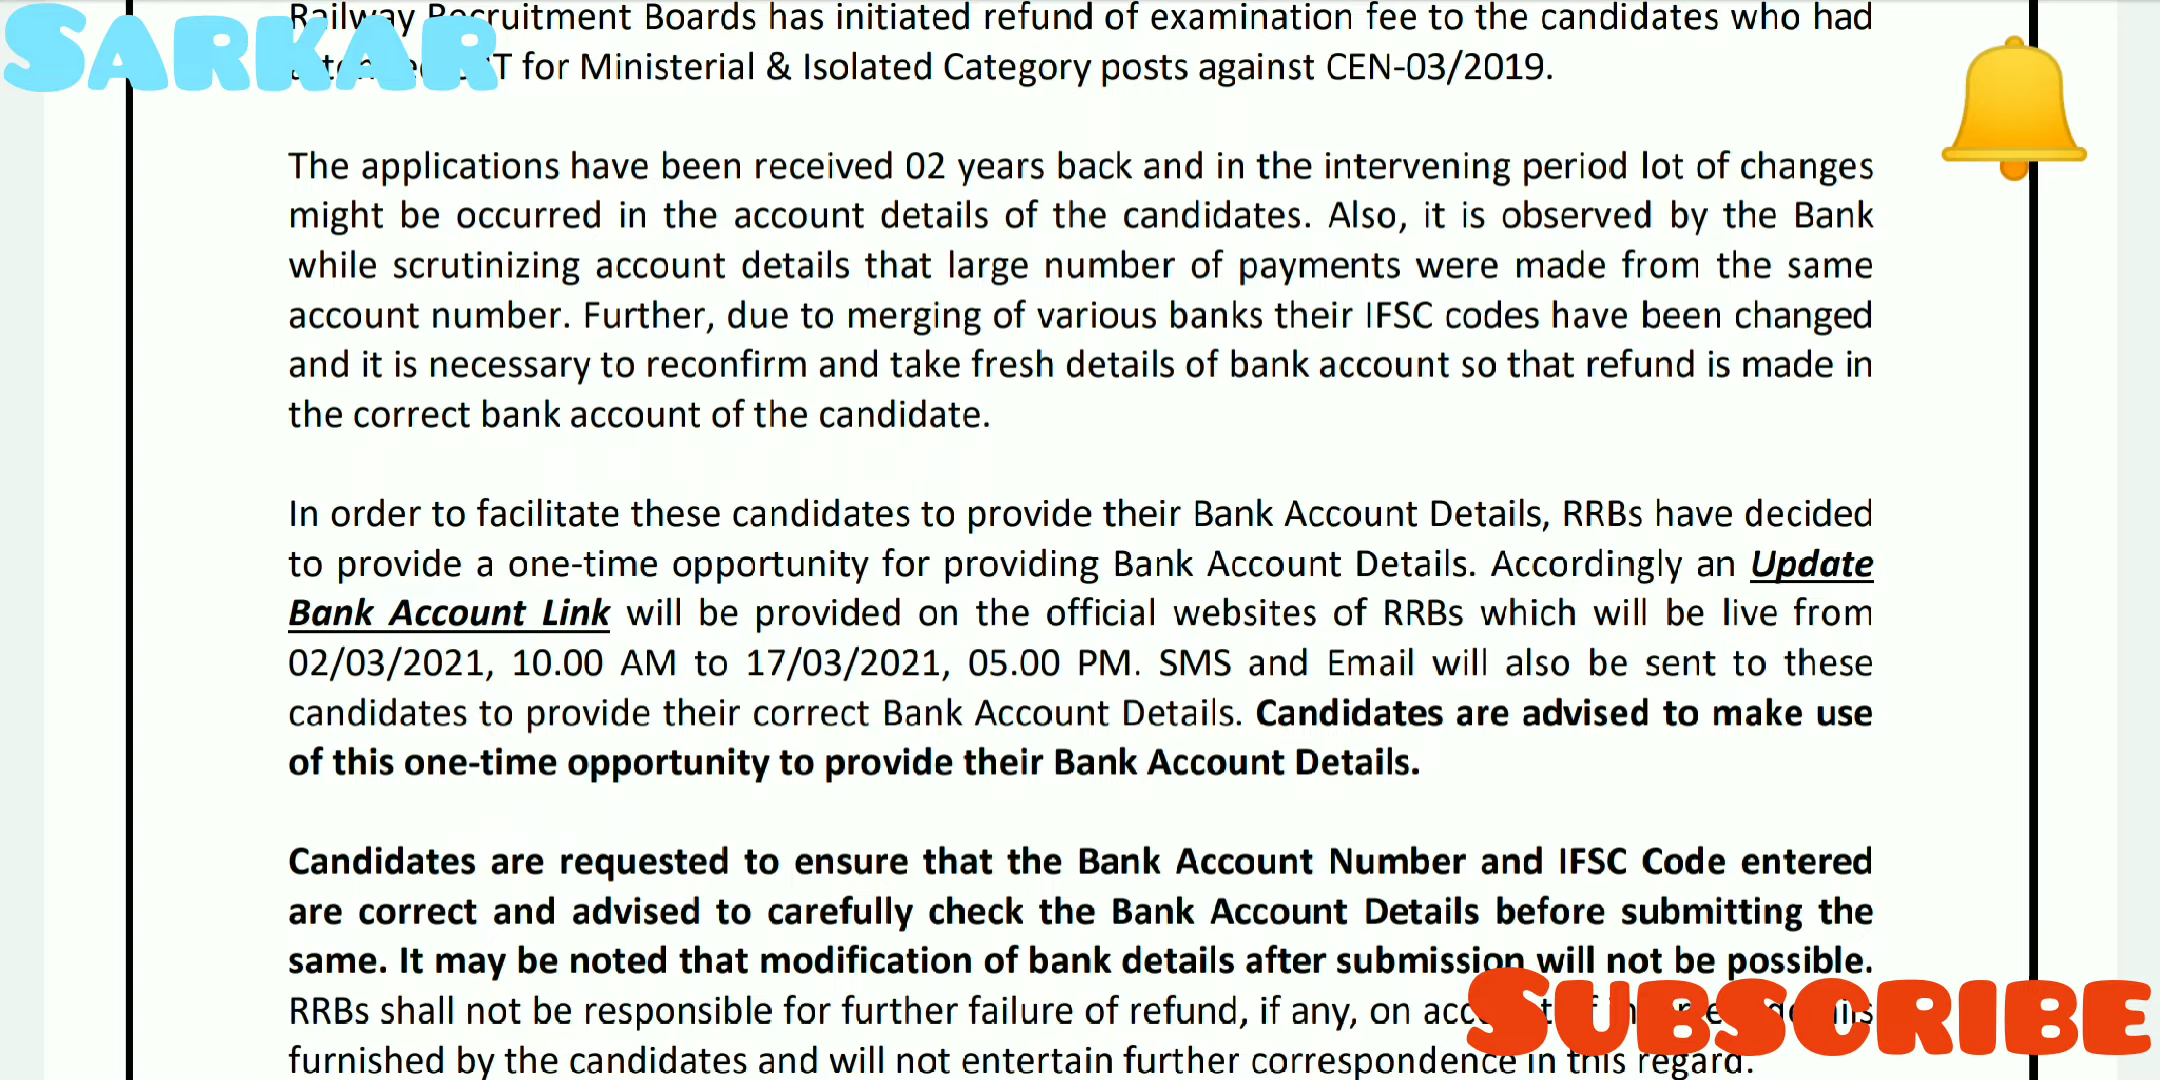 SARKAR
Railway Recruitment Boards has initiated refund of examination fee to the candidates who had
for Ministerial & Isolated Category posts against CEN-03/2019.
The applications have been received 02 years back and in the intervening period lot of changes
might be occurred in the account details of the candidates. Also, it is observed by the Bank
while scrutinizing account details that large number of payments were made from the same
account number. Further, due to merging of various banks their IFSC codes have been changed
and it is necessary to reconfirm and take fresh details of bank account so that refund is made in
the correct bank account of the candidate.
In order to facilitate these candidates to provide their Bank Account Details, RRBs have decided
to provide a one-time opportunity for providing Bank Account Details. Accordingly an Update
Bank Account Link will be provided on the official websites of RRBs which will be live from
02/03/2021, 10.00 AM to 17/03/2021, 05.00 PM. SMS and Email will also be sent to these
candidates to provide their correct Bank Account Details. Candidates are advised to make use
of this one-time opportunity to provide their Bank Account Details.
Candidates are requested to ensure that the Bank Account Number and IFSC Code entered
are correct and advised to carefully check the Bank Account Details before submitting the
same. It may be noted that modification of bank details after submission will not be possible.
RRBs shall not be responsible for further failure of refund, if any, on
furnished by the candidates and will not entertain further correspondence in this regard.
SUBSCRIBE